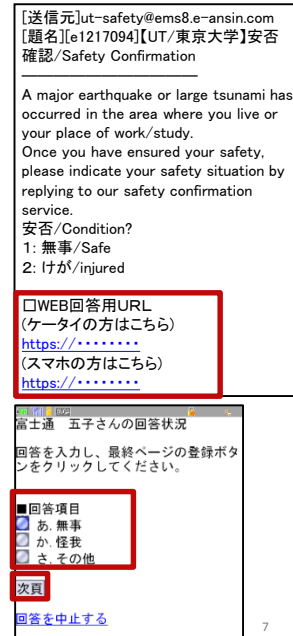 [送信元]ut-safety@ems8.e-ansin.com
[題名][e1217094]【UT/東京大学】安否
確認/Safety Confirmation
―――――――――――――――
A major earthquake or large tsunami has
occurred in the area where you live or
your place of work/study.
Once you have ensured your safety,
please indicate your safety situation by
replying to our safety confirmation
service.
安否/Condition?
1: 無事/Safe
2: けが/injured
□WEB回答用URL
(ケータイの方はこちら)
https://・・・・・・・・
(スマホの方はこちら)
https://・・・・・・・・
富士通 五子さんの回答状況
回答を入力し、最終ページの登録ボタ
ンをクリックしてください。
■回答項目
あ.無事
か.怪我
さ.その他
次頁
回答を中止する
7